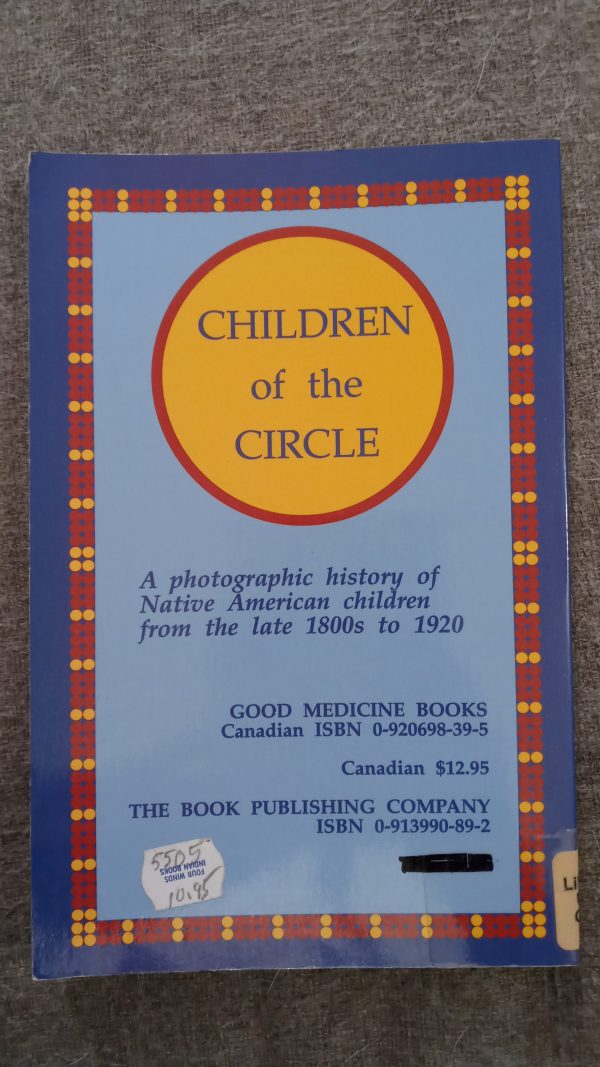 CHILDREN
of the
CIRCLE
A photographic history of
Native American children
from the late 1800s to 1920
GOOD MEDICINE BOOKS
Canadian ISBN 0-920698-39-5
Canadian $12.95
THE BOOK PUBLISHING COMPANY
ISBN 0-913990-89-2
5505
FOUR WINDS
INDIAN BOOKS
10.95
Li